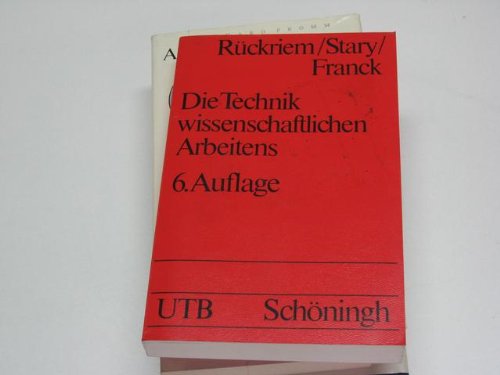 Rückriem/Stary/
Franck
Die Technik
wissenschaftlichen
Arbeitens
6. Auflage
UTB Schöningh